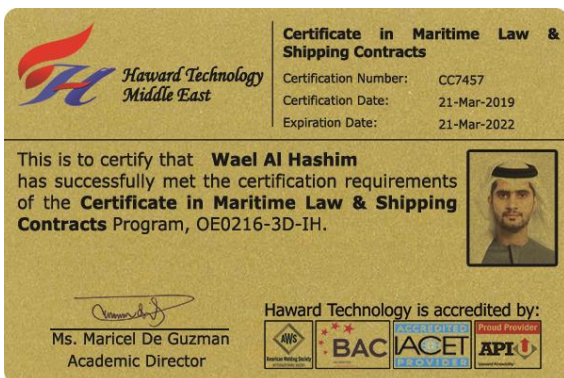 Haward Technology
Middle East
Certificate in Maritime Law &
Shipping Contracts
Certification Number: CC7457
Certification Date: 21-Mar-2019
Expiration Date: 21-Mar-2022
This is to certify that Wael Al Hashim
has successfully met the certification requirements
of the Certificate in Maritime Law & Shipping
Contracts Program, OE0216-3D-IH.
Ms. Maricel De Guzman
Academic Director
Haward Technology is accredited by:
AWS
American Welding Society
BAC
ACCREDITED
IACET
PROVIDER
Proud Provider
API